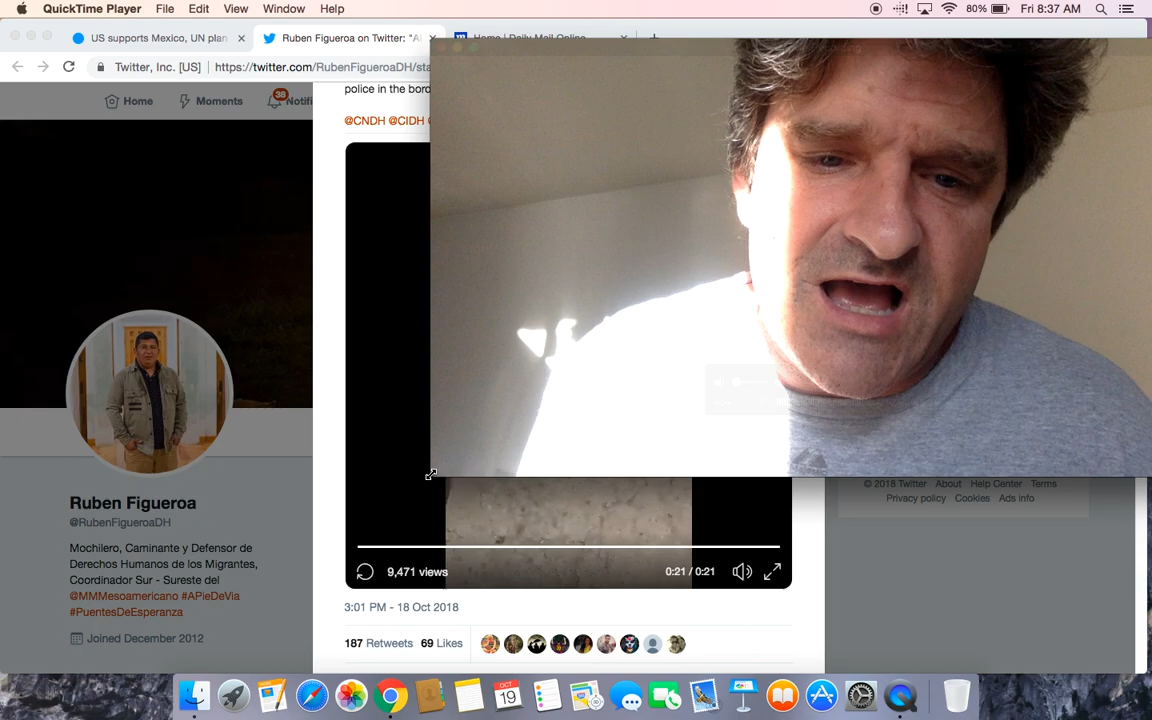 QuickTime Player File Edit View Window Help 80% Fri 8:37 AM
US supports Mexico, UN plan
Ruben Figueroa on Twitter: "Al
Home | Daily Mail Online
Twitter, Inc. [US] https://twitter.com/RubenFigueroaDH/sta
Home Moments Notifi
38
police in the bord
@CNDH @CIDH
Ruben Figueroa
@RubenFigueroaDH
Mochilero, Caminante y Defensor de
Derechos Humanos de los Migrantes,
Coordinador Sur - Sureste del
@MMMesoamericano #APieDeVia
#PuentesDeEsperanza
Joined December 2012
9,471 views 0:21 / 0:21
3:01 PM - 18 Oct 2018
187 Retweets 69 Likes
© 2018 Twitter About Help Center Terms
Privacy policy Cookies Ads info
OCT
19